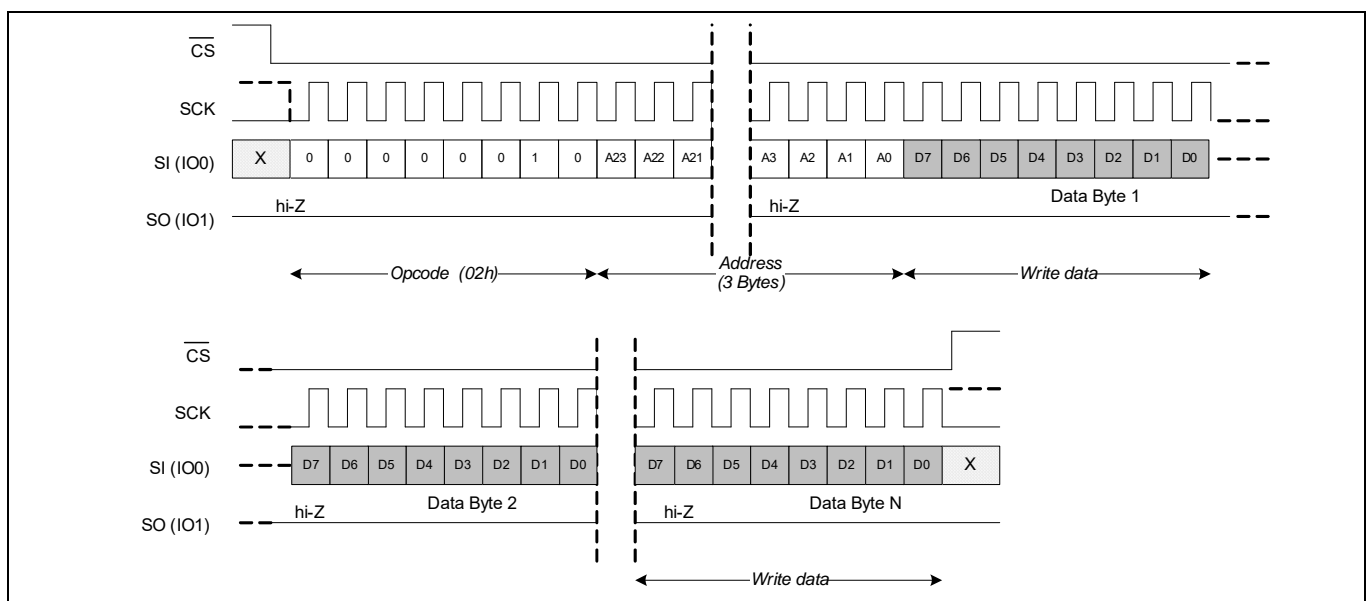 CS
SCK
SI (IO0) X 0 0 0 0 0 0 1 0 A23 A22 A21 A3 A2 A1 A0 D7 D6 D5 D4 D3 D2 D1 D0
hi-Z hi-Z Data Byte 1
SO (IO1)
Opcode (02h) Address (3 Bytes) Write data
CS
SCK
SI (IO0) D7 D6 D5 D4 D3 D2 D1 D0 D7 D6 D5 D4 D3 D2 D1 D0 X
hi-Z Data Byte 2 hi-Z Data Byte N
SO (IO1)
Write data